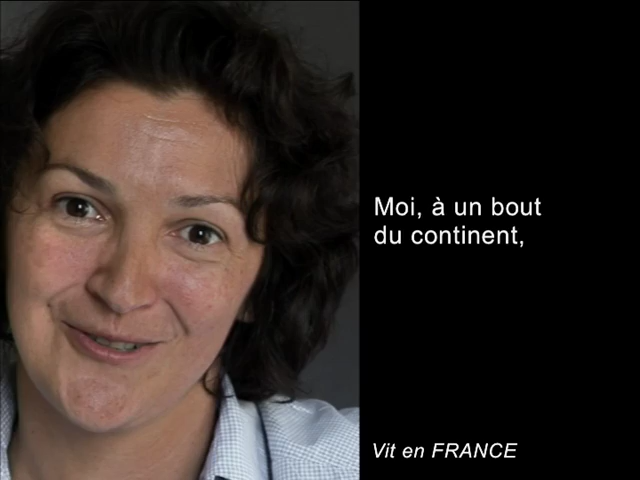 Moi, à un bout
du continent,
Vit en FRANCE